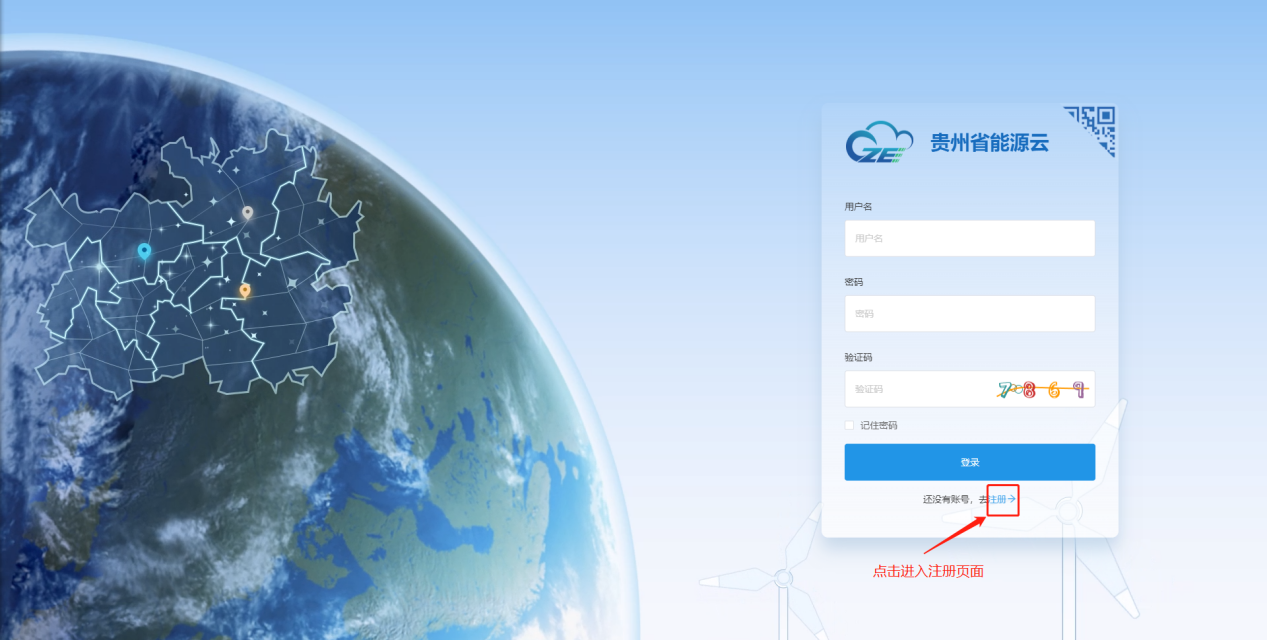 GZE
贵州省能源云
用户名
用户名
密码
密码
验证码
验证码
7869
记住密码
登录
还没有账号，去注册
点击进入注册页面